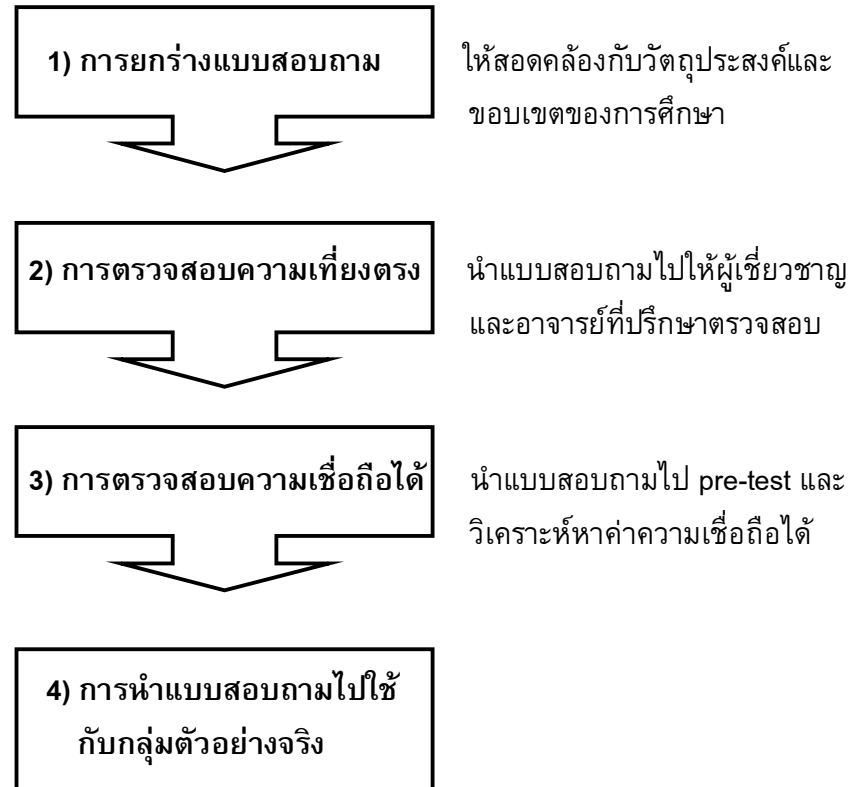 1) การยกร่างแบบสอบถาม
ให้สอดคล้องกับวัตถุประสงค์และ
ขอบเขตของการศึกษา
2) การตรวจสอบความเที่ยงตรง
นำแบบสอบถามไปให้ผู้เชี่ยวชาญ
และอาจารย์ที่ปรึกษาตรวจสอบ
3) การตรวจสอบความเชื่อถือได้
นำแบบสอบถามไป pre-test และ
วิเคราะห์หาค่าความเชื่อถือได้
4) การนำแบบสอบถามไปใช้
กับกลุ่มตัวอย่างจริง